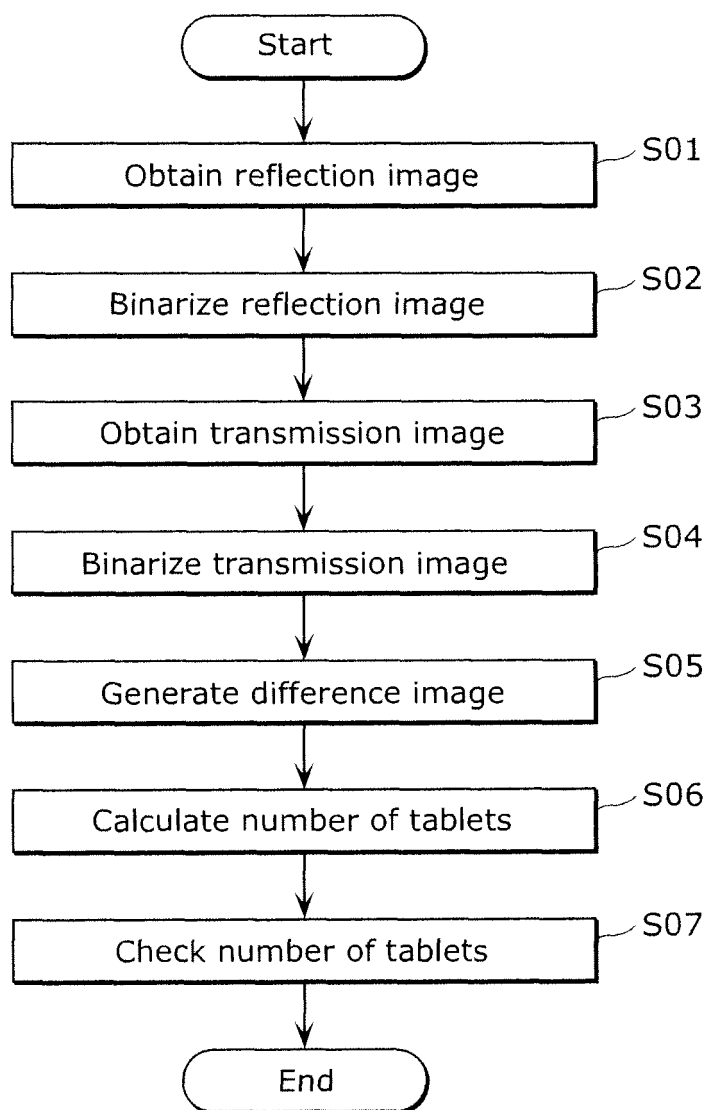 Start
S01
Obtain reflection image
S02
Binarize reflection image
S03
Obtain transmission image
S04
Binarize transmission image
S05
Generate difference image
S06
Calculate number of tablets
S07
Check number of tablets
End